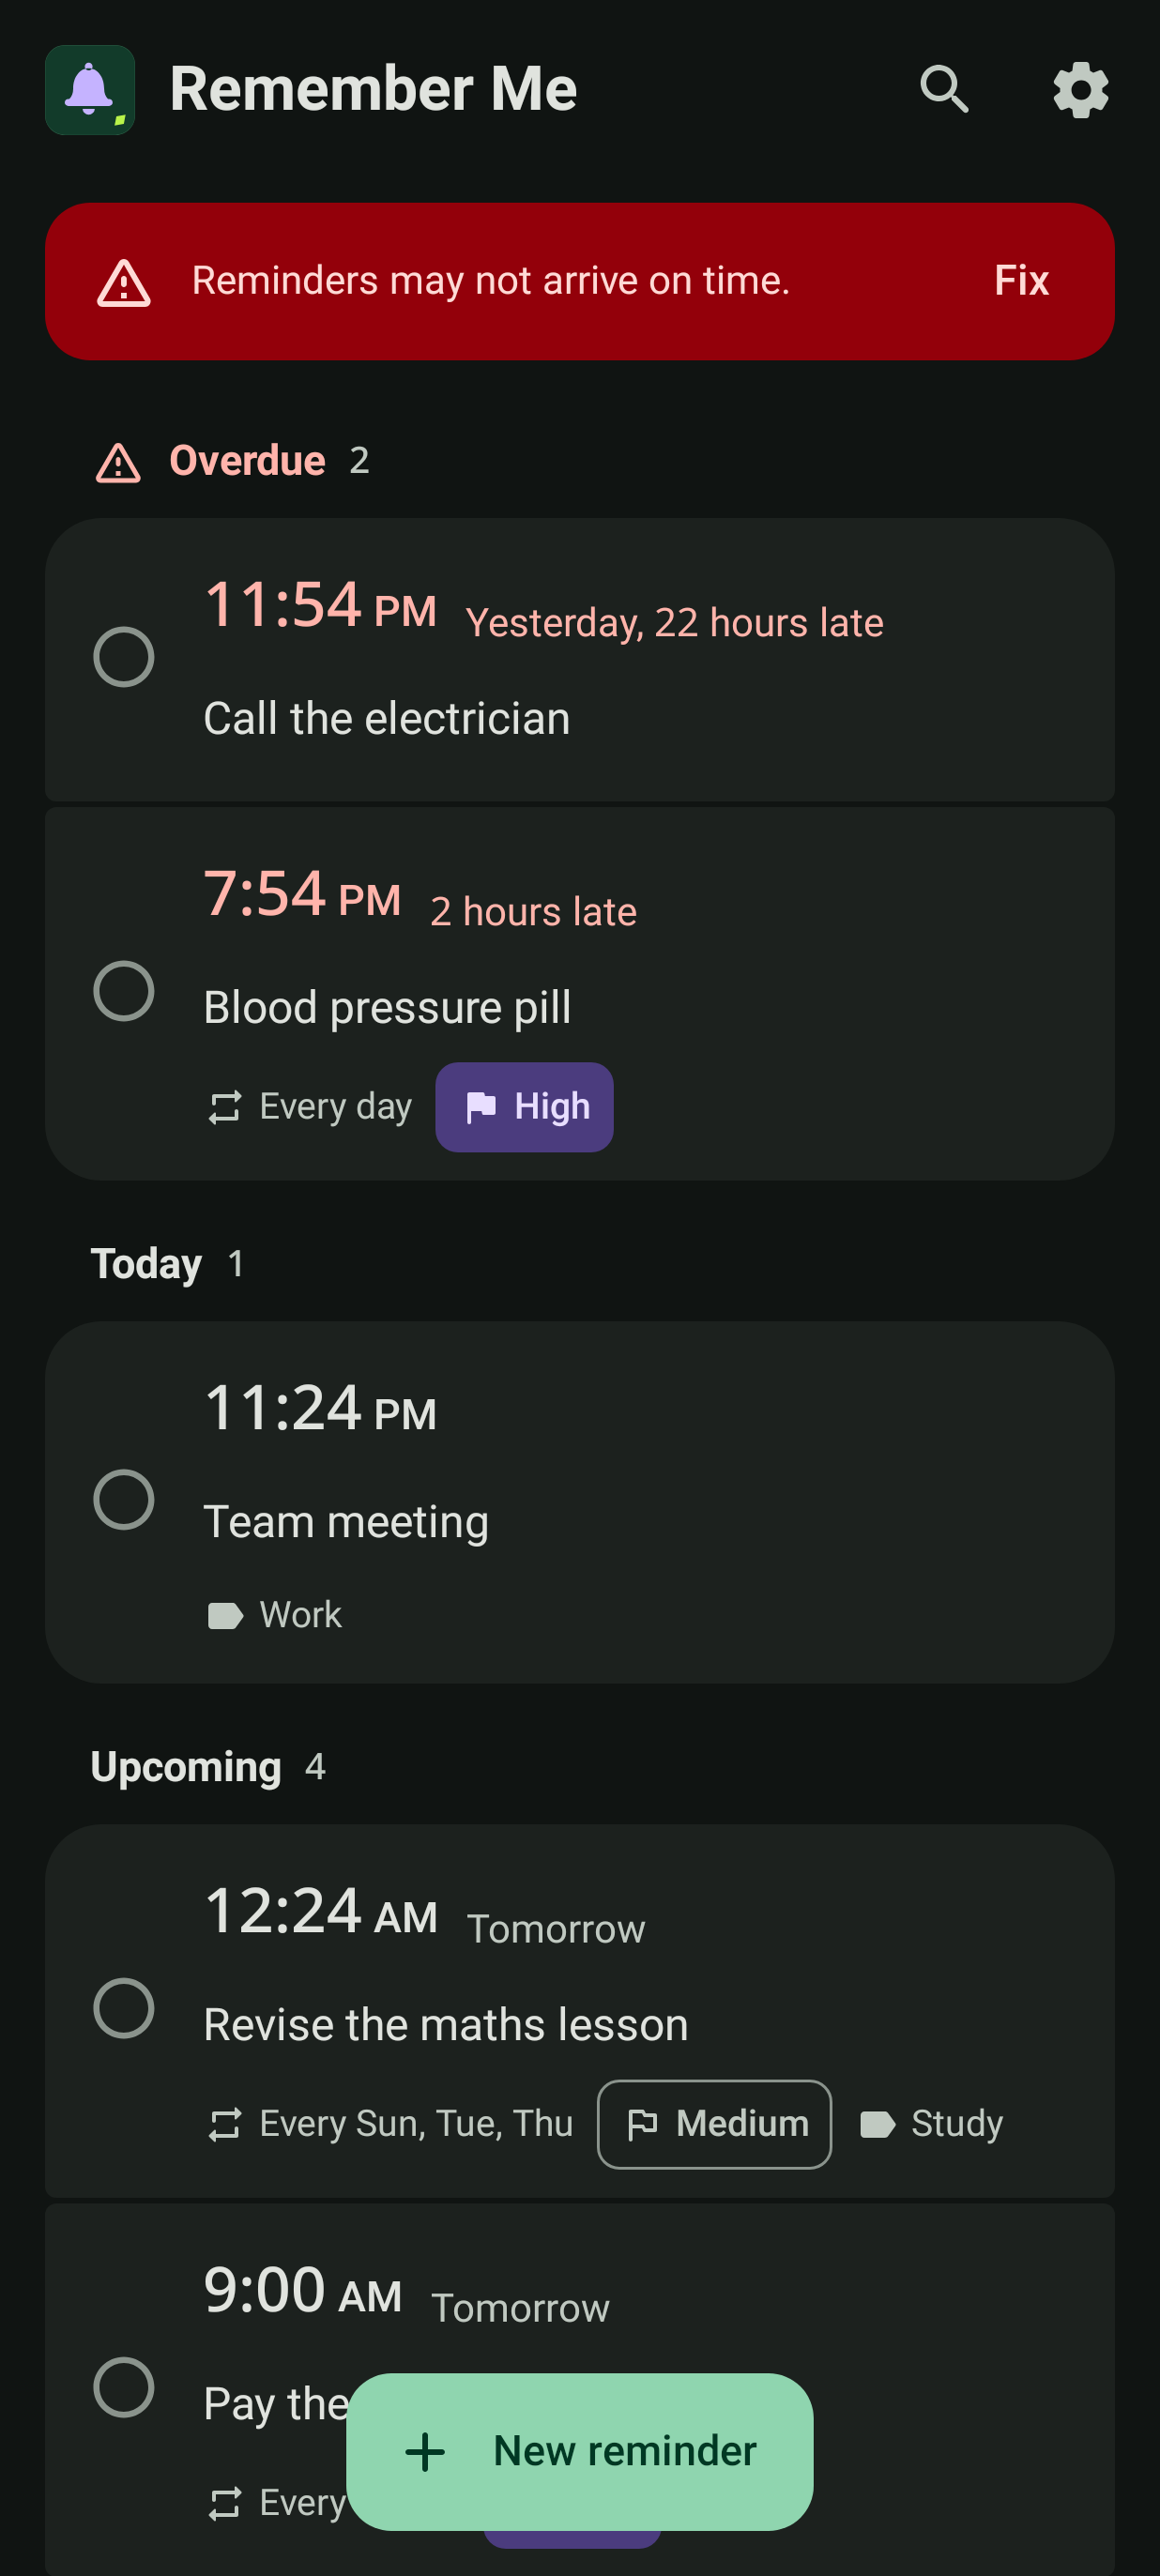 Remember Me
Reminders may not arrive on time. Fix
Overdue 2
11:54 PM Yesterday, 22 hours late
Call the electrician
7:54 PM 2 hours late
Blood pressure pill
Every day High
Today 1
11:24 PM
Team meeting
Work
Upcoming 4
12:24 AM Tomorrow
Revise the maths lesson
Every Sun, Tue, Thu Medium Study
9:00 AM Tomorrow
Pay the
New reminder
Every